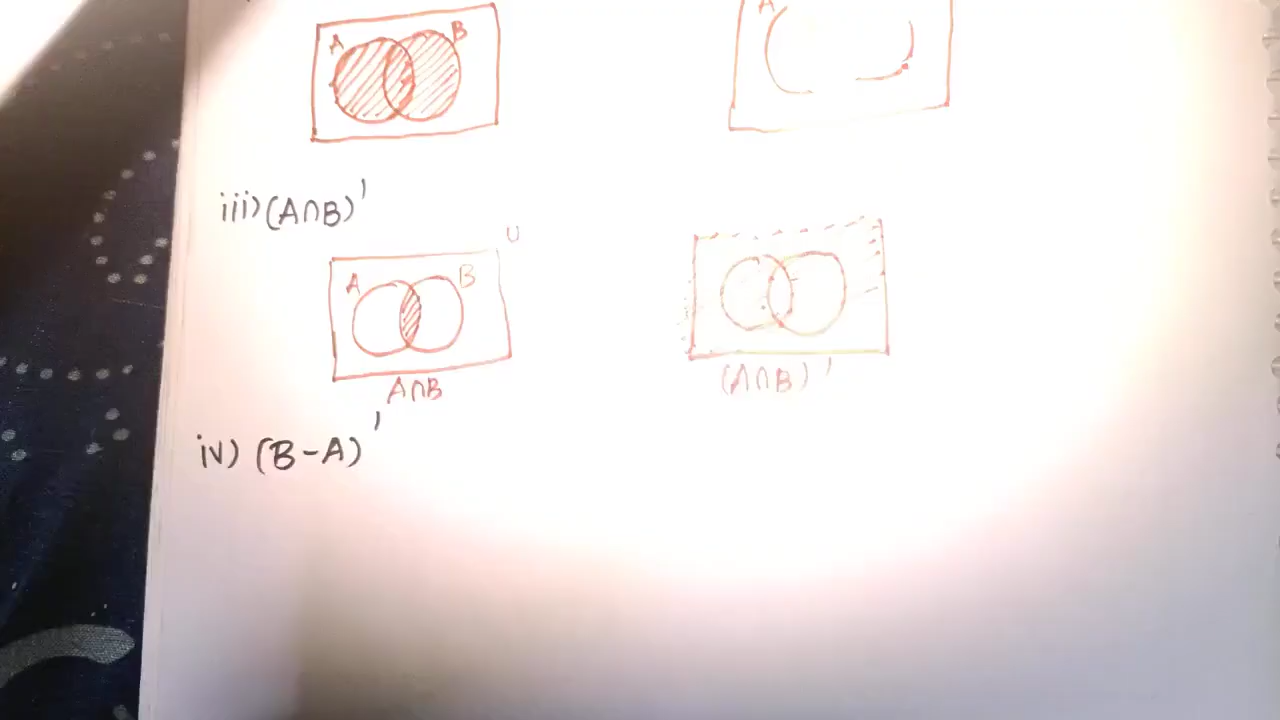 A B
A
iii) (A∩B)'
U
A B
A∩B
(A∩B)'
iv) (B-A)'